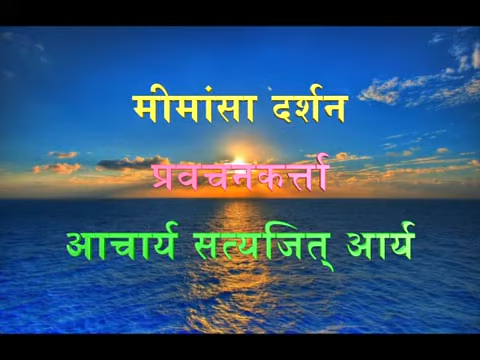 मीमांसा दर्शन
प्रवचनकर्त्ता
आचार्य सत्यजित् आर्य